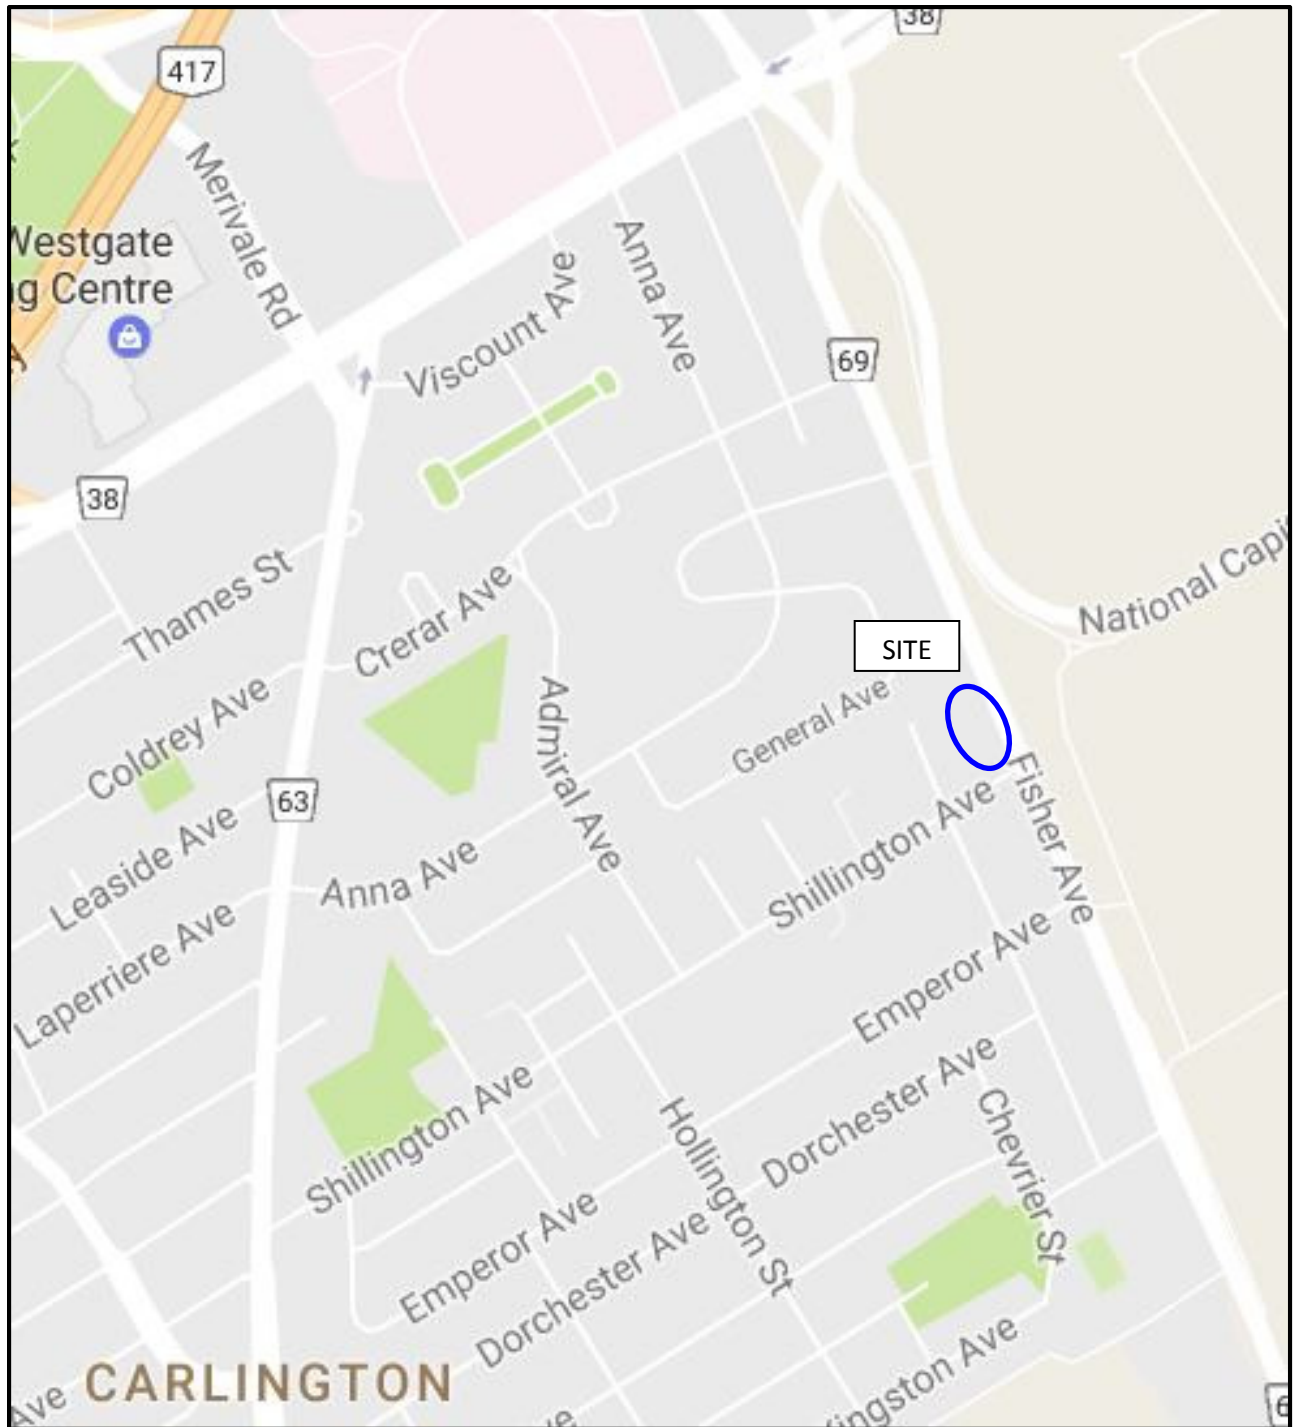 38
417
Merivale Rd
Westgate
ng Centre
Anna Ave
Viscount Ave
69
38
Thames St
Crerar Ave
National Capi
SITE
Coldrey Ave
Admiral Ave
General Ave
63
Leaside Ave
Fisher Ave
Shillington Ave
Anna Ave
Laperriere Ave
Emperor Ave
Dorchester Ave
Shillington Ave
Hollington St
Chevrier St
Emperor Ave
Dorchester Ave
CARLINGTON
Ave
ingston Ave